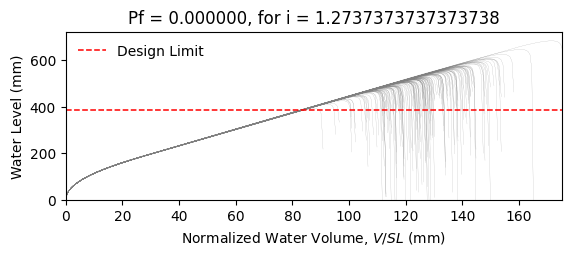 Pf = 0.000000, for i = 1.2737373737373738
Design Limit
Water Level (mm)
600
400
200
0
0 20 40 60 80 100 120 140 160
Normalized Water Volume, V/SL (mm)